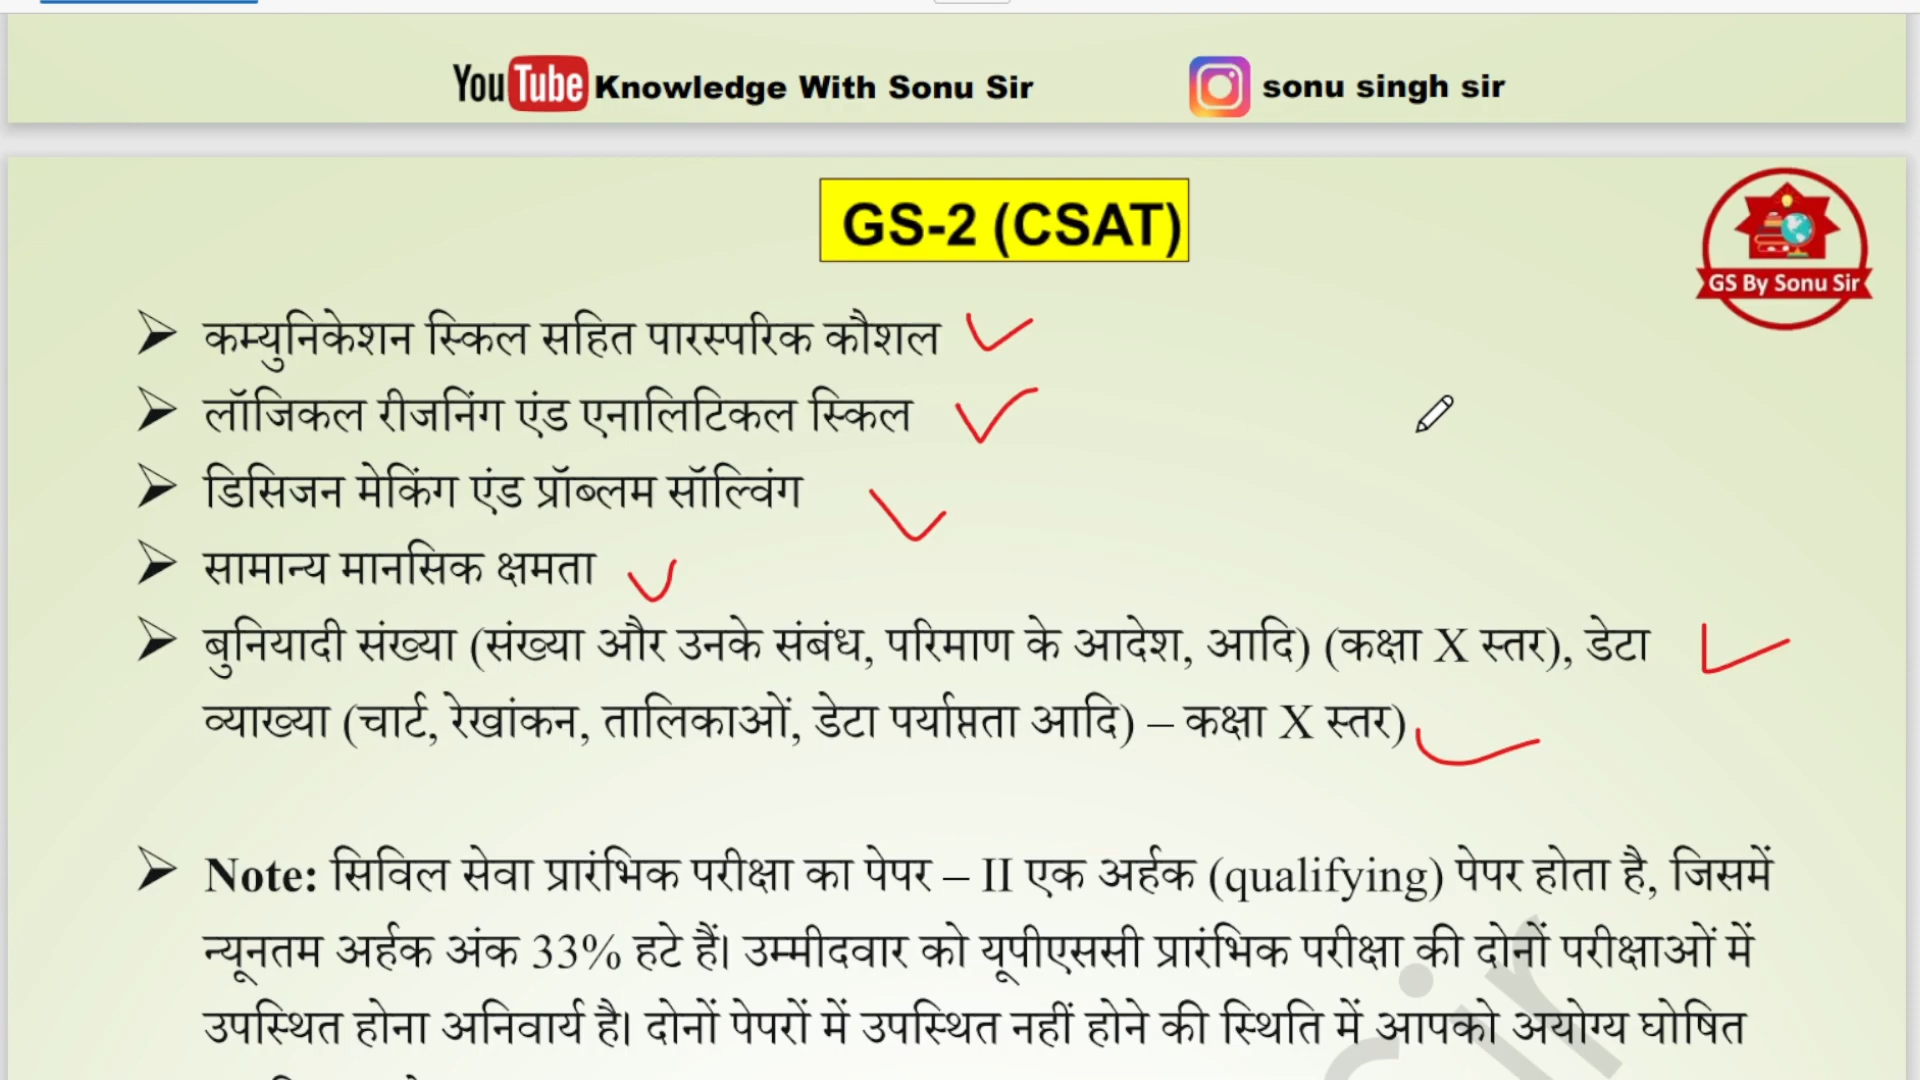 YouTube Knowledge With Sonu Sir sonu singh sir
GS-2 (CSAT)
GS By Sonu Sir
➤ कम्युनिकेशन स्किल सहित पारस्परिक कौशल
➤ लॉजिकल रीजनिंग एंड एनालिटिकल स्किल
➤ डिसिजन मेकिंग एंड प्रॉब्लम सॉल्विंग
➤ सामान्य मानसिक क्षमता
➤ बुनियादी संख्या (संख्या और उनके संबंध, परिमाण के आदेश, आदि) (कक्षा X स्तर), डेटा
व्याख्या (चार्ट, रेखांकन, तालिकाओं, डेटा पर्याप्तता आदि) – कक्षा X स्तर)
➤ Note: सिविल सेवा प्रारंभिक परीक्षा का पेपर – II एक अर्हक (qualifying) पेपर होता है, जिसमें
न्यूनतम अर्हक अंक 33% हटे हैं। उम्मीदवार को यूपीएससी प्रारंभिक परीक्षा की दोनों परीक्षाओं में
उपस्थित होना अनिवार्य है। दोनों पेपरों में उपस्थित नहीं होने की स्थिति में आपको अयोग्य घोषित
Sir